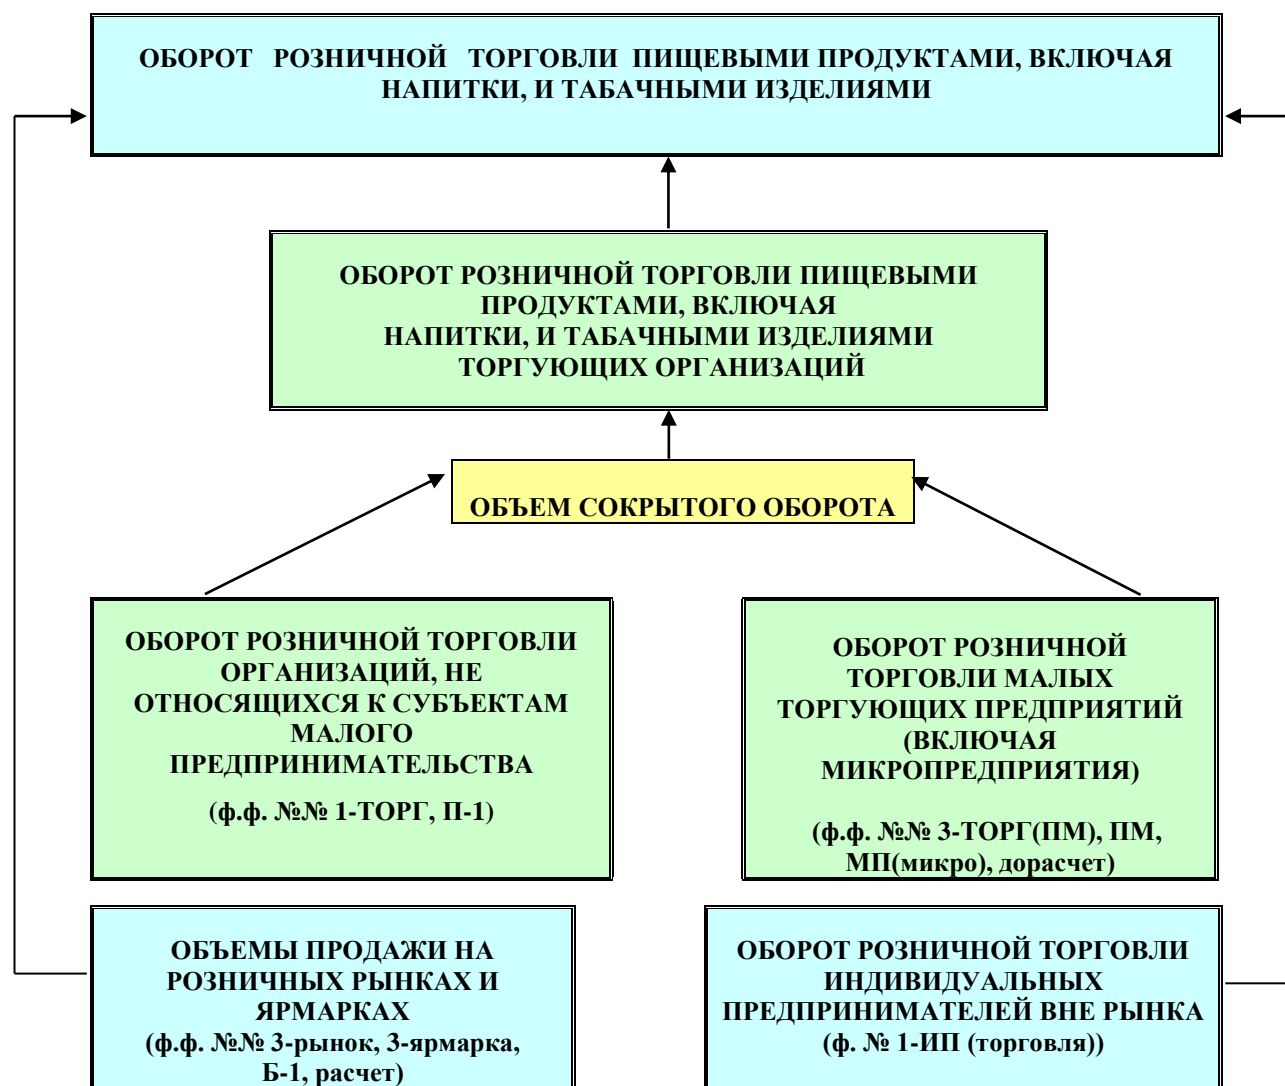 ОБОРОТ РОЗНИЧНОЙ ТОРГОВЛИ ПИЩЕВЫМИ ПРОДУКТАМИ, ВКЛЮЧАЯ
НАПИТКИ, И ТАБАЧНЫМИ ИЗДЕЛИЯМИ
ОБОРОТ РОЗНИЧНОЙ ТОРГОВЛИ ПИЩЕВЫМИ
ПРОДУКТАМИ, ВКЛЮЧАЯ
НАПИТКИ, И ТАБАЧНЫМИ ИЗДЕЛИЯМИ
ТОРГУЮЩИХ ОРГАНИЗАЦИЙ
ОБЪЕМ СОКРЫТОГО ОБОРОТА
ОБОРОТ РОЗНИЧНОЙ ТОРГОВЛИ
ОРГАНИЗАЦИЙ, НЕ
ОТНОСЯЩИХСЯ К СУБЪЕКТАМ
МАЛОГО
ПРЕДПРИНИМАТЕЛЬСТВА
(ф.ф. №№ 1-ТОРГ, П-1)
ОБОРОТ РОЗНИЧНОЙ
ТОРГОВЛИ МАЛЫХ
ТОРГУЮЩИХ ПРЕДПРИЯТИЙ
(ВКЛЮЧАЯ
МИКРОПРЕДПРИЯТИЯ)
(ф.ф. №№ 3-ТОРГ(ПМ), ПМ,
МП(микро), дорасчет)
ОБЪЕМЫ ПРОДАЖИ НА
РОЗНИЧНЫХ РЫНКАХ И
ЯРМАРКАХ
(ф.ф. №№ 3-рынок, 3-ярмарка,
Б-1, расчет)
ОБОРОТ РОЗНИЧНОЙ ТОРГОВЛИ
ИНДИВИДУАЛЬНЫХ
ПРЕДПРИНИМАТЕЛЕЙ ВНЕ РЫНКА
(ф. № 1-ИП (торговля))